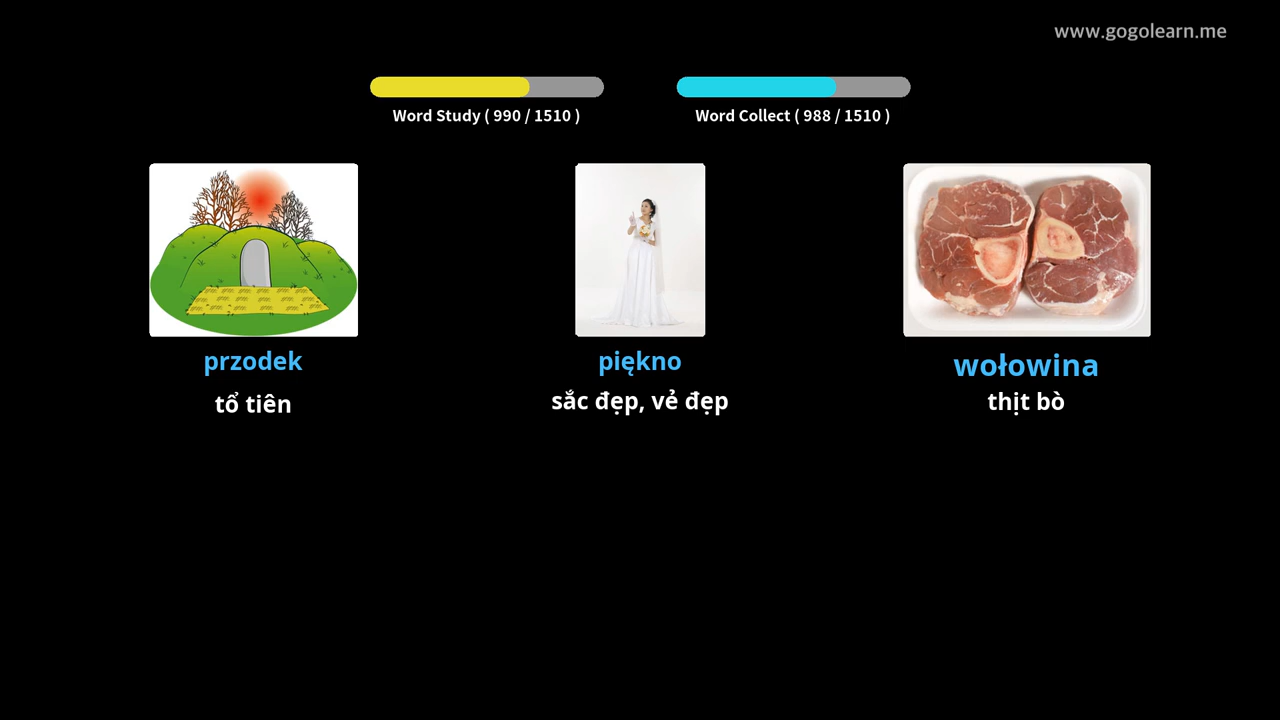 www.gogolearn.me
Word Study ( 990 / 1510 )
Word Collect ( 988 / 1510 )
przodek
piękno
wołowina
tổ tiên
sắc đẹp, vẻ đẹp
thịt bò